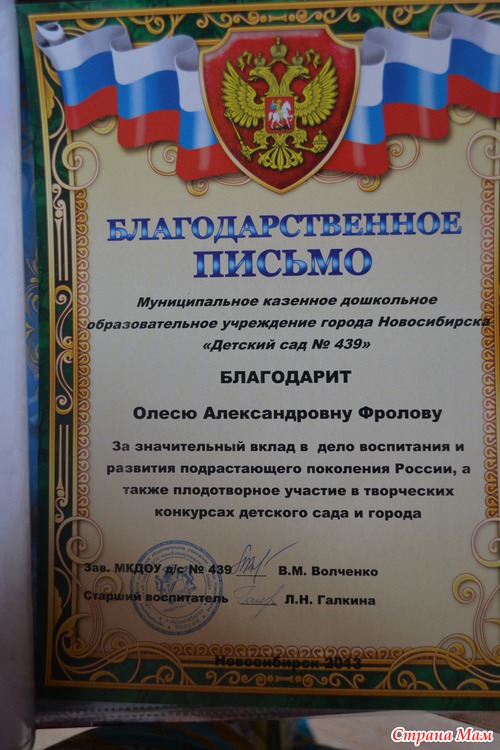 БЛАГОДАРСТВЕННОЕ
ПИСЬМО
Муниципальное казенное дошкольное
образовательное учреждение города Новосибирска
«Детский сад № 439»
БЛАГОДАРИТ
Олесю Александровну Фролову
За значительный вклад в дело воспитания и
развития подрастающего поколения России, а
также плодотворное участие в творческих
конкурсах детского сада и города
Зав. МКДОУ д/с № 439 В.М. Волченко
Старший воспитатель Л.Н. Галкина
Новосибирск 2013
Страна Мам